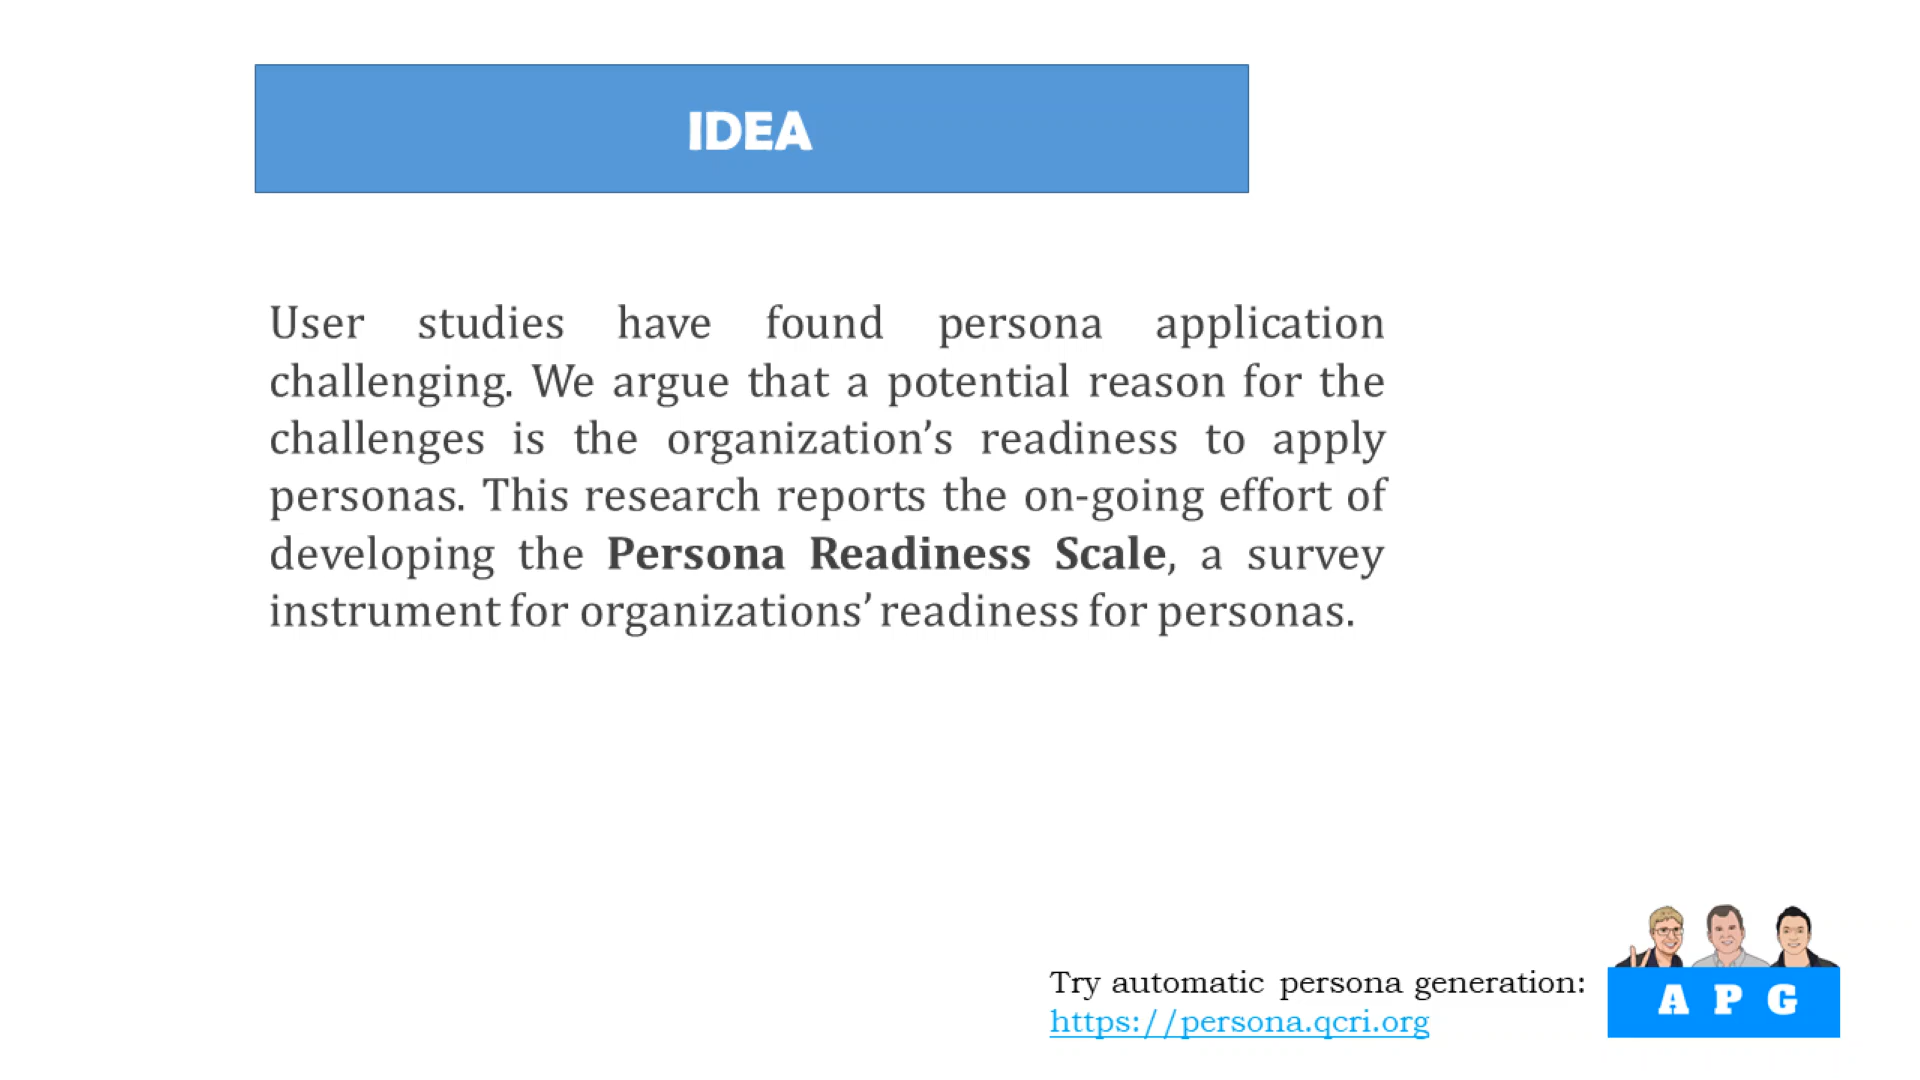 IDEA
User studies have found persona application
challenging. We argue that a potential reason for the
challenges is the organization’s readiness to apply
personas. This research reports the on-going effort of
developing the Persona Readiness Scale, a survey
instrument for organizations’ readiness for personas.
Try automatic persona generation:
https://persona.qcri.org
A P G